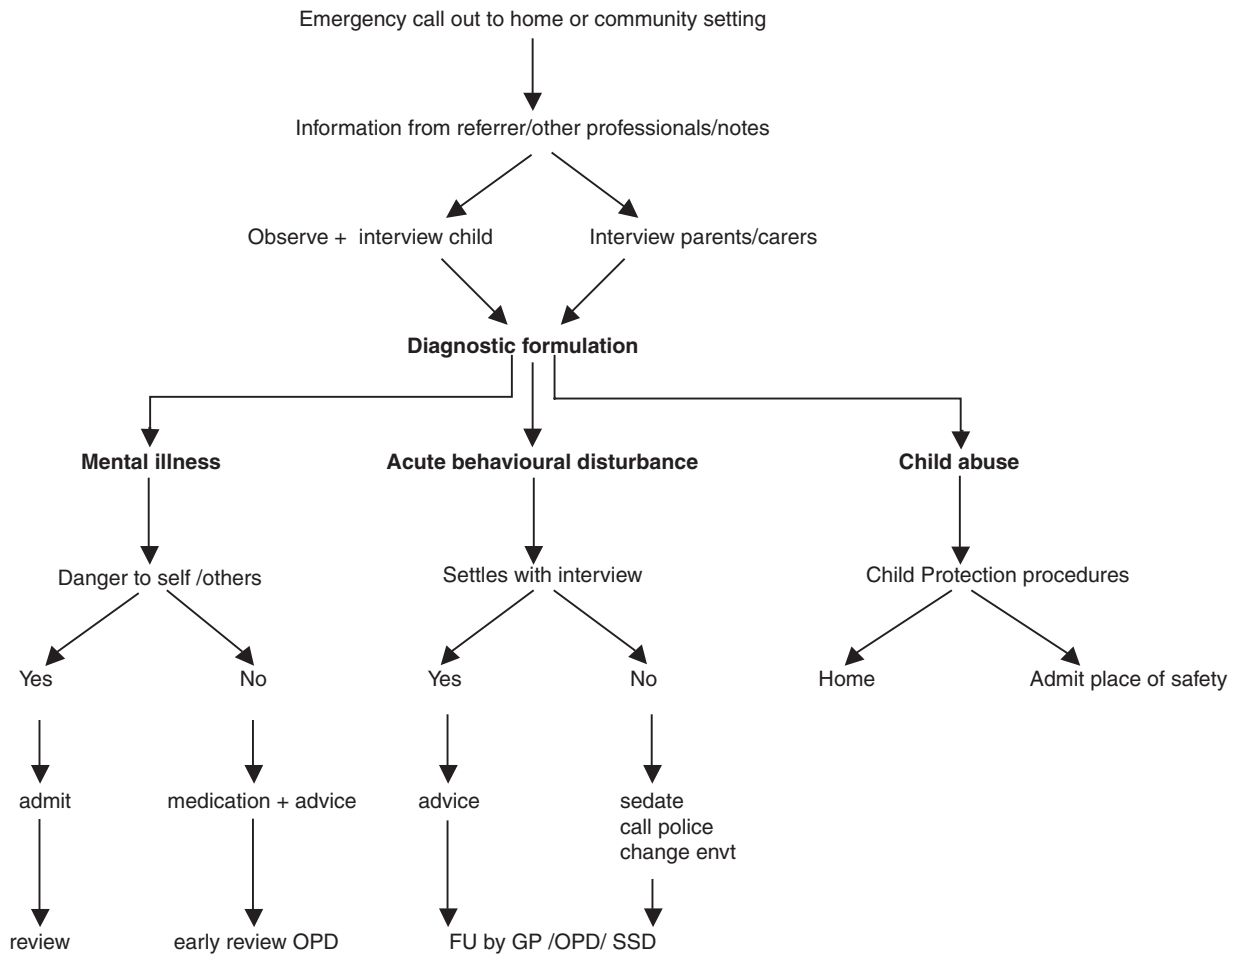 Emergency call out to home or community setting
Information from referrer/other professionals/notes
Observe + interview child
Interview parents/carers
Diagnostic formulation
Mental illness
Acute behavioural disturbance
Child abuse
Danger to self /others
Settles with interview
Child Protection procedures
Yes
No
Yes
No
Home
Admit place of safety
admit
medication + advice
advice
sedate
call police
change envt
review
early review OPD
FU by GP /OPD/ SSD